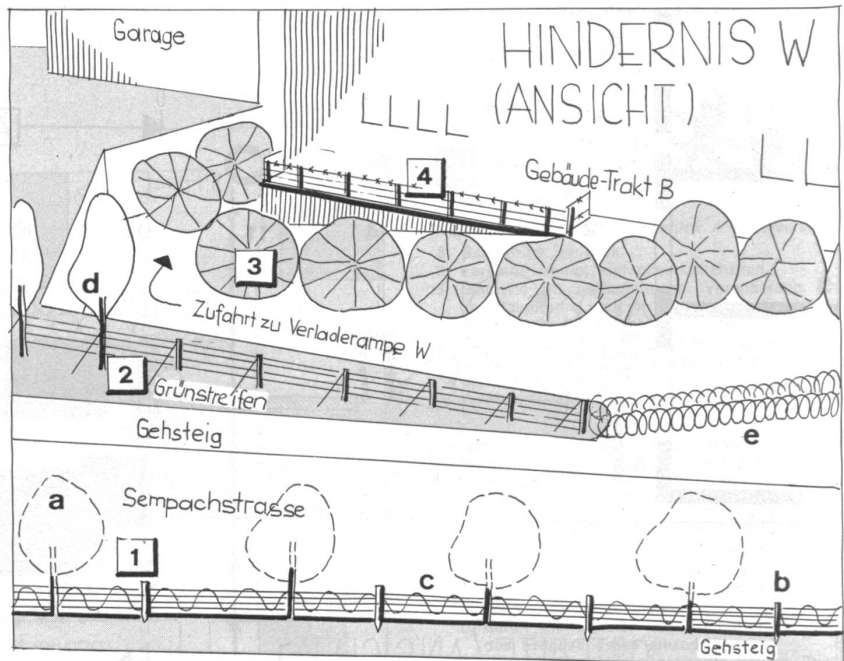 Garage
HINDERNIS W
(ANSICHT)
LLLL
LL
4
Gebäude-Trakt B
3
d
Zufahrt zu Verladerampe W
2
Grünstreifen
Gehsteig
e
a
Sempachstrasse
1
c
b
Gehsteig